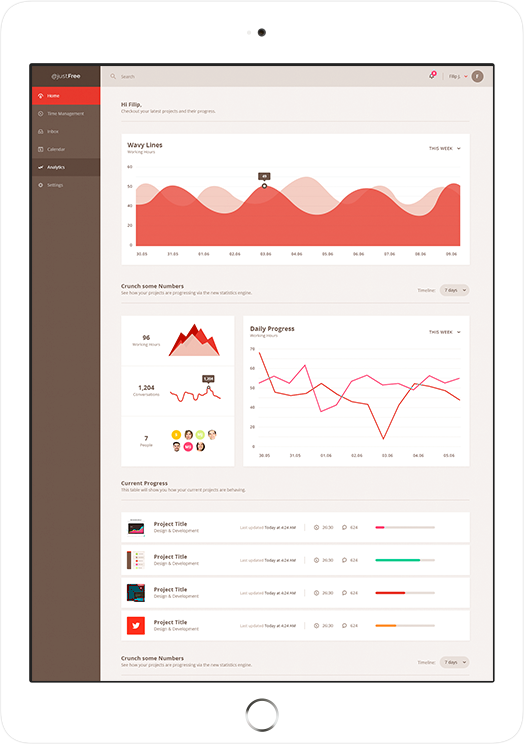 @justFree
Search
Filip J.
F
Home
Time Management
Inbox
Calendar
Analytics
Settings
Hi Filip,
Checkout your latest projects and their progress.
Wavy Lines
Working Hours
THIS WEEK
60
50
40
30
20
0
49
30.05
31.05
01.06
02.06
03.06
04.06
05.06
06.06
07.06
08.06
09.06
Crunch some Numbers
See how your projects are progressing via the new statistics engine.
Timeline:
7 days
96
Working Hours
1,204
Conversations
1,204
7
People
Daily Progress
Working Hours
THIS WEEK
30.05
31.05
01.06
02.06
03.06
04.06
05.06
Current Progress
This table will show you how your current projects are behaving.
Project Title
Design & Development
Last updated Today at 4:24 AM
26:30
624
Project Title
Design & Development
Last updated Today at 4:24 AM
26:30
624
Project Title
Design & Development
Last updated Today at 4:24 AM
26:30
624
Project Title
Design & Development
Last updated Today at 4:24 AM
26:30
624
Crunch some Numbers
See how your projects are progressing via the new statistics engine.
Timeline:
7 days